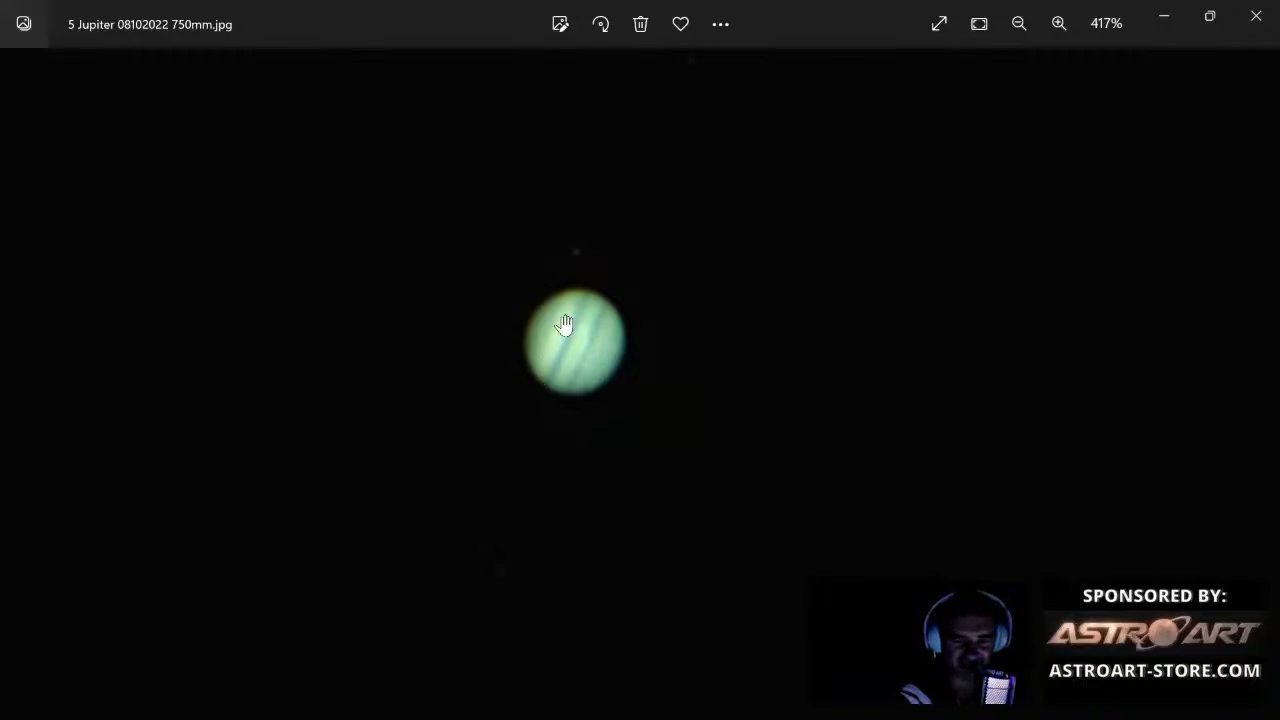 5 Jupiter 08102022 750mm.jpg
417%
SPONSORED BY:
ASTROART
ASTROART-STORE.COM